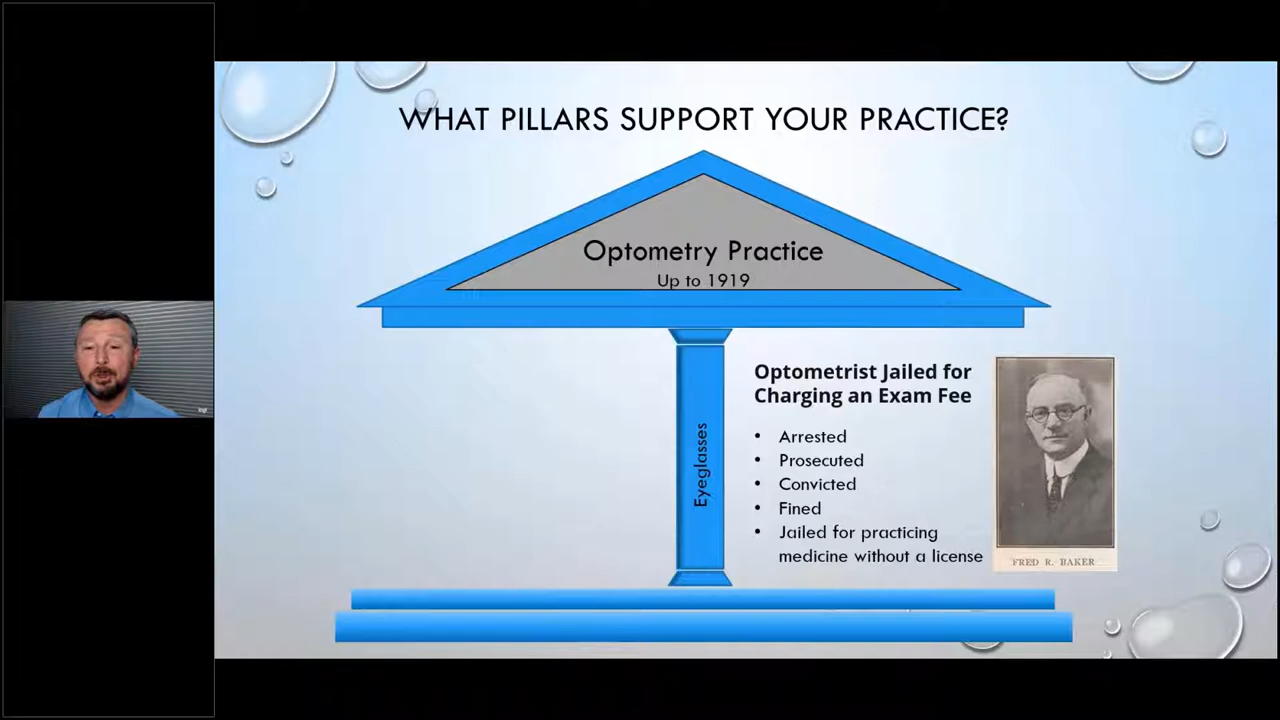 WHAT PILLARS SUPPORT YOUR PRACTICE?
Optometry Practice
Up to 1919
Eyeglasses
Optometrist Jailed for
Charging an Exam Fee
• Arrested
• Prosecuted
• Convicted
• Fined
• Jailed for practicing
medicine without a license
FRED R. BAKER